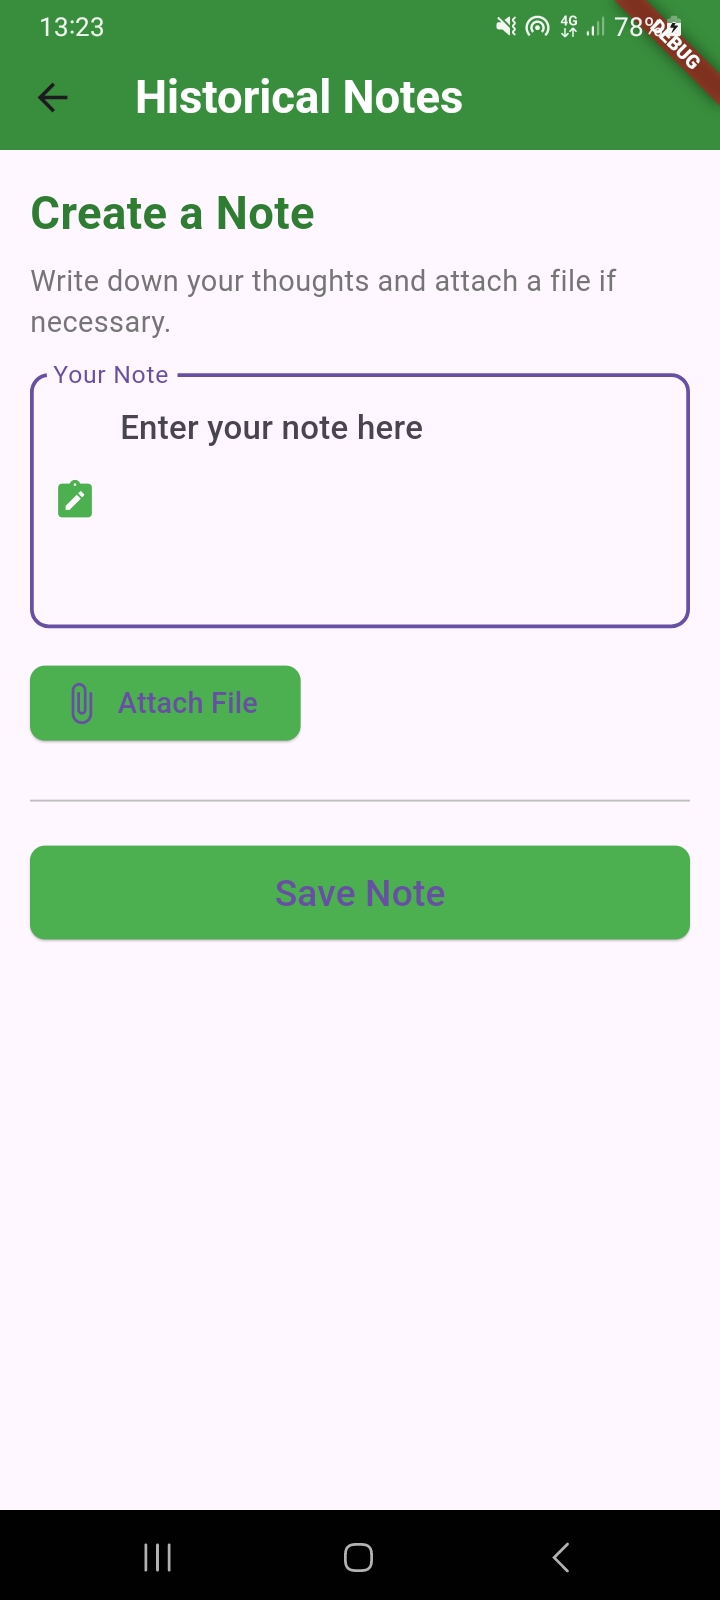 13:23
4G
78%
DEBUG
Historical Notes
Create a Note
Write down your thoughts and attach a file if
necessary.
Your Note
Enter your note here
Attach File
Save Note